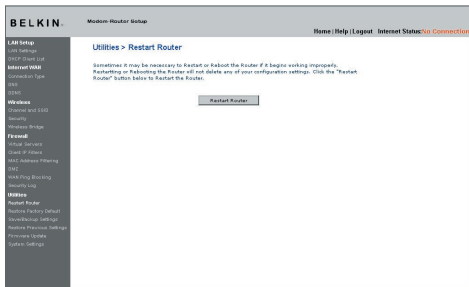 BELKIN
Modem-Router Setup
Home | Help | Logout Internet Status: No Connection
LAN Setup
LAN Settings
DHCP Client List
Internet WAN
Connection Type
DNS
DDNS
Wireless
Channel and SSID
Security
Wireless Bridge
Firewall
Virtual Servers
Client IP Filters
MAC Address Filtering
DMZ
WAN Ping Blocking
Security Log
Utilities
Restart Router
Restore Factory Default
Save/Backup Settings
Restore Previous Settings
Firmware Update
System Settings
Utilities > Restart Router
Sometimes it may be necessary to Restart or Reboot the Router if it begins working improperly.
Restarting or Rebooting the Router will not delete any of your configuration settings. Click the "Restart
Router" button below to Restart the Router.
Restart Router